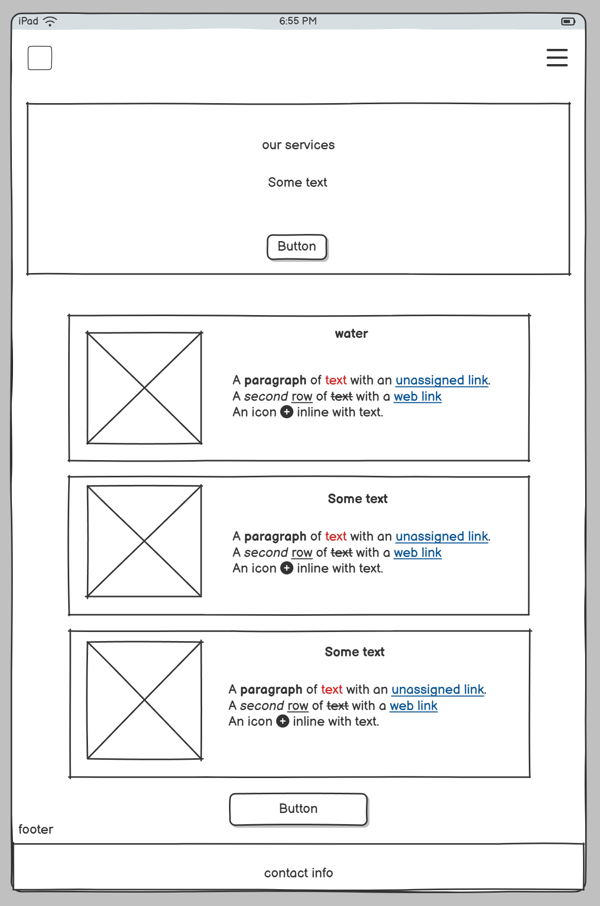 iPad 6:55 PM
our services
Some text
Button
water
A paragraph of text with an unassigned link.
A second row of text with a web link
An icon inline with text.
Some text
A paragraph of text with an unassigned link.
A second row of text with a web link
An icon inline with text.
Some text
A paragraph of text with an unassigned link.
A second row of text with a web link
An icon inline with text.
Button
footer
contact info